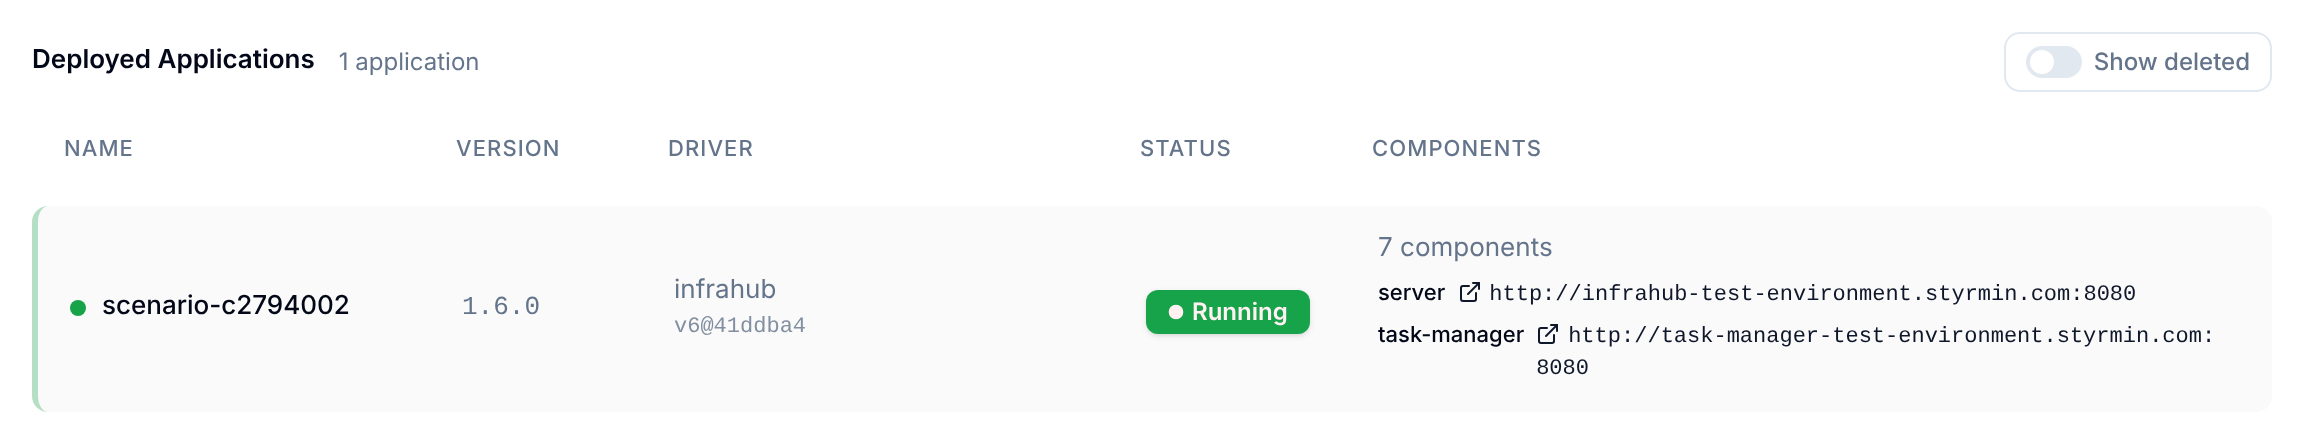 Deployed Applications 1 application
Show deleted
NAME VERSION DRIVER STATUS COMPONENTS
scenario-c2794002
1.6.0
infrahub
v6@41ddba4
Running
7 components
server http://infrahub-test-environment.styrmin.com:8080
task-manager http://task-manager-test-environment.styrmin.com:
8080